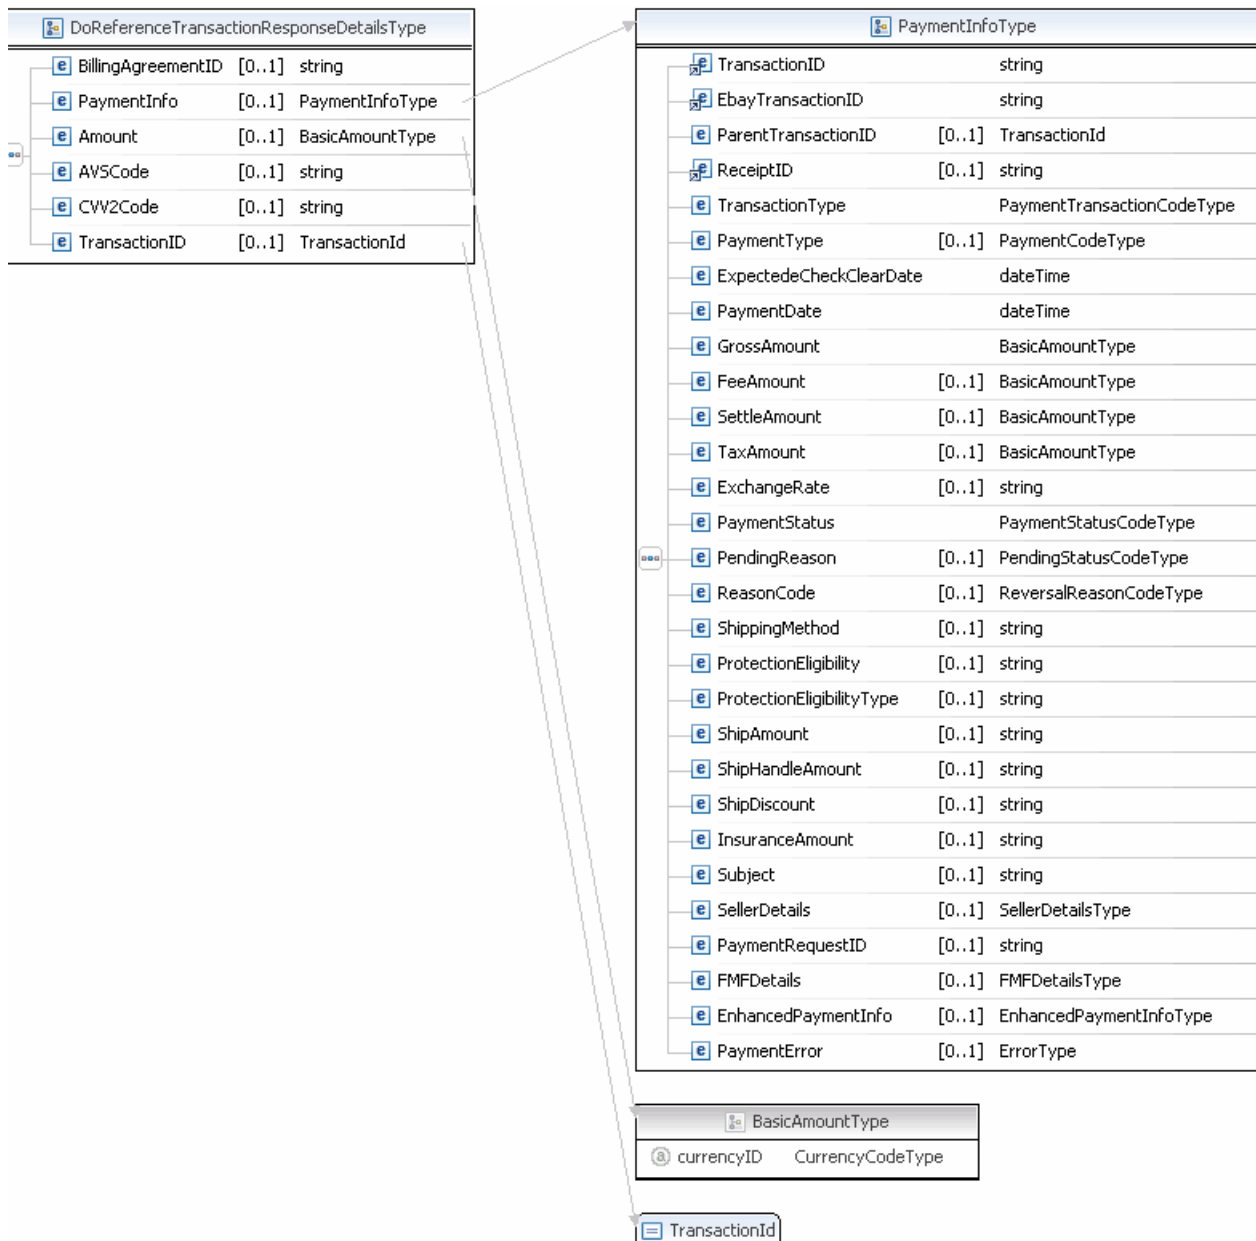 DoReferenceTransactionResponseDetailsType
BillingAgreementID [0..1] string
PaymentInfo [0..1] PaymentInfoType
Amount [0..1] BasicAmountType
AVSCode [0..1] string
CVV2Code [0..1] string
TransactionID [0..1] TransactionId
PaymentInfoType
TransactionID string
EbayTransactionID string
ParentTransactionID [0..1] TransactionId
ReceiptID [0..1] string
TransactionType PaymentTransactionCodeType
PaymentType [0..1] PaymentCodeType
ExpectedeCheckClearDate dateTime
PaymentDate dateTime
GrossAmount BasicAmountType
FeeAmount [0..1] BasicAmountType
SettleAmount [0..1] BasicAmountType
TaxAmount [0..1] BasicAmountType
ExchangeRate [0..1] string
PaymentStatus PaymentStatusCodeType
PendingReason [0..1] PendingStatusCodeType
ReasonCode [0..1] ReversalReasonCodeType
ShippingMethod [0..1] string
ProtectionEligibility [0..1] string
ProtectionEligibilityType [0..1] string
ShipAmount [0..1] string
ShipHandleAmount [0..1] string
ShipDiscount [0..1] string
InsuranceAmount [0..1] string
Subject [0..1] string
SellerDetails [0..1] SellerDetailsType
PaymentRequestID [0..1] string
FMFDetails [0..1] FMFDetailsType
EnhancedPaymentInfo [0..1] EnhancedPaymentInfoType
PaymentError [0..1] ErrorType
BasicAmountType
currencyID CurrencyCodeType
TransactionId